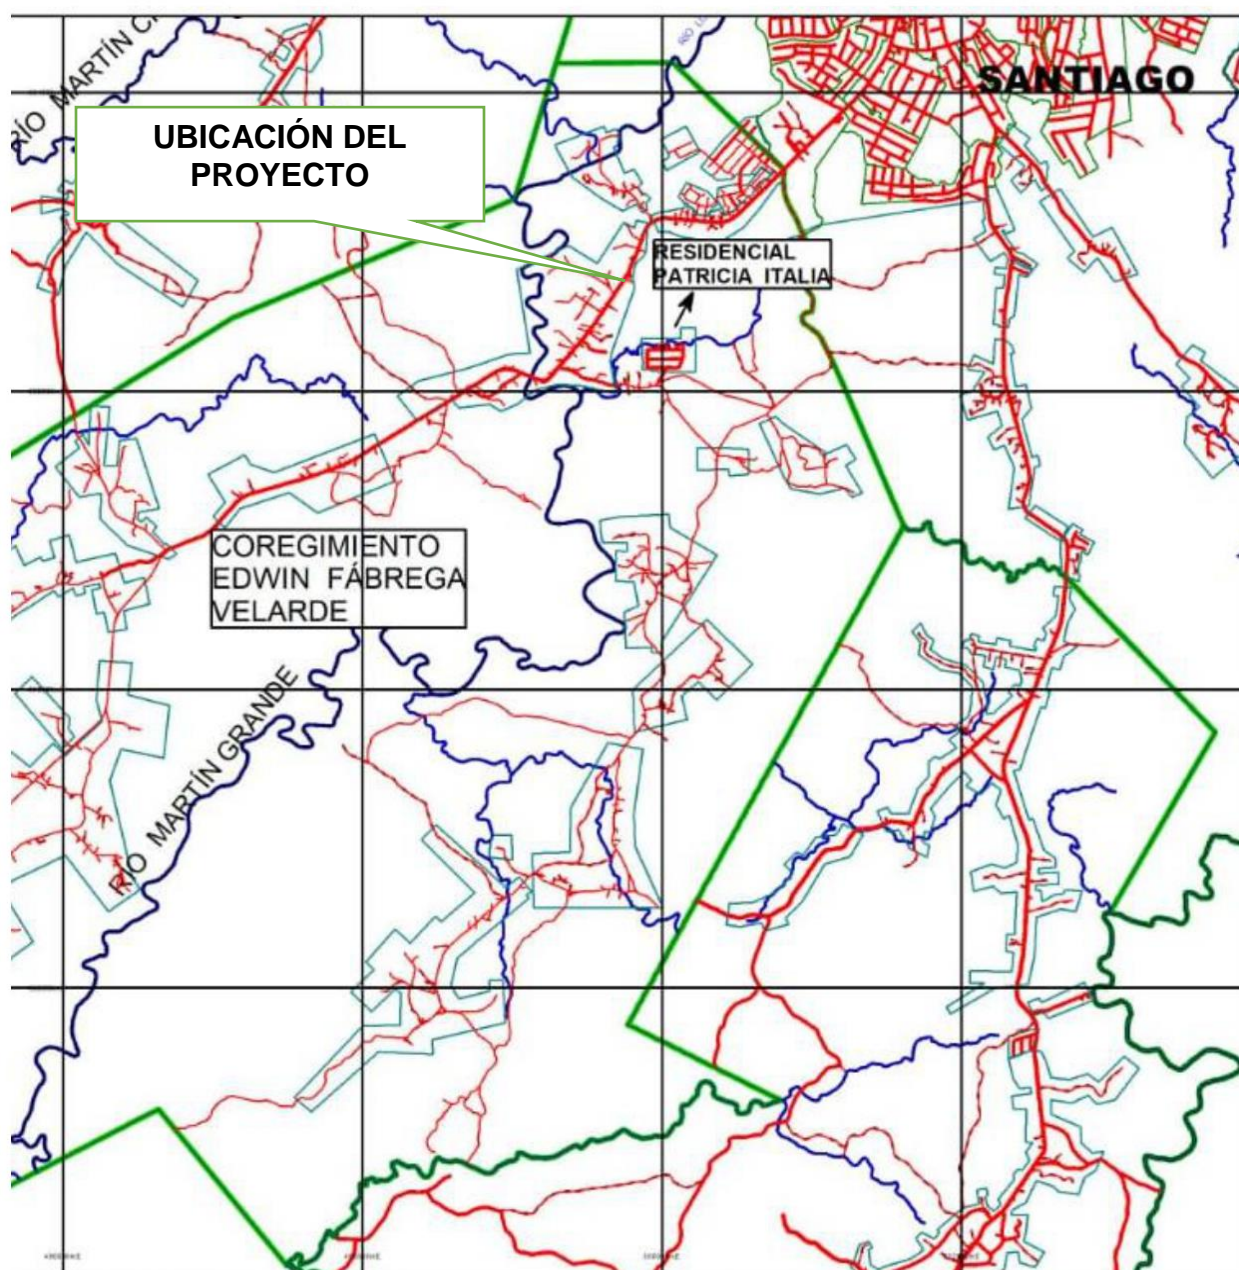 RÍO MARTÍN
SANTIAGO
UBICACIÓN DEL
PROYECTO
RESIDENCIAL
PATRICIA ITALIA
COREGIMIENTO
EDWIN FÁBREGA
VELARDE
RÍO MARTÍN GRANDE